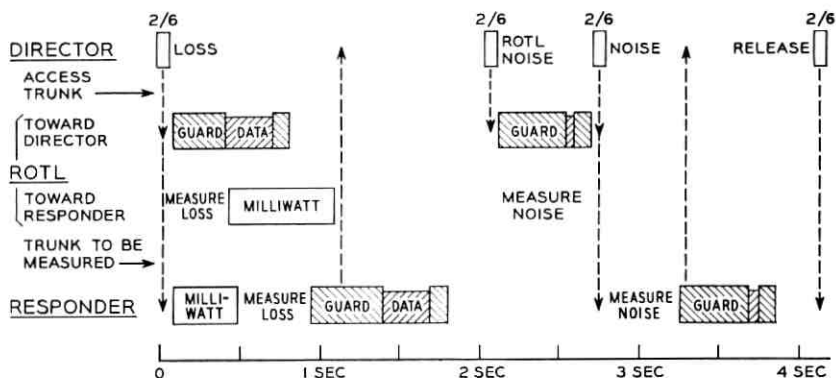 2/6 2/6 2/6 2/6
DIRECTOR LOSS ROTL NOISE NOISE RELEASE
ACCESS TRUNK
TOWARD DIRECTOR GUARD DATA GUARD
ROTL
TOWARD RESPONDER MEASURE LOSS MILLIWATT MEASURE NOISE
TRUNK TO BE MEASURED
RESPONDER MILLI-WATT MEASURE LOSS GUARD DATA MEASURE NOISE GUARD
0 1 SEC 2 SEC 3 SEC 4 SEC